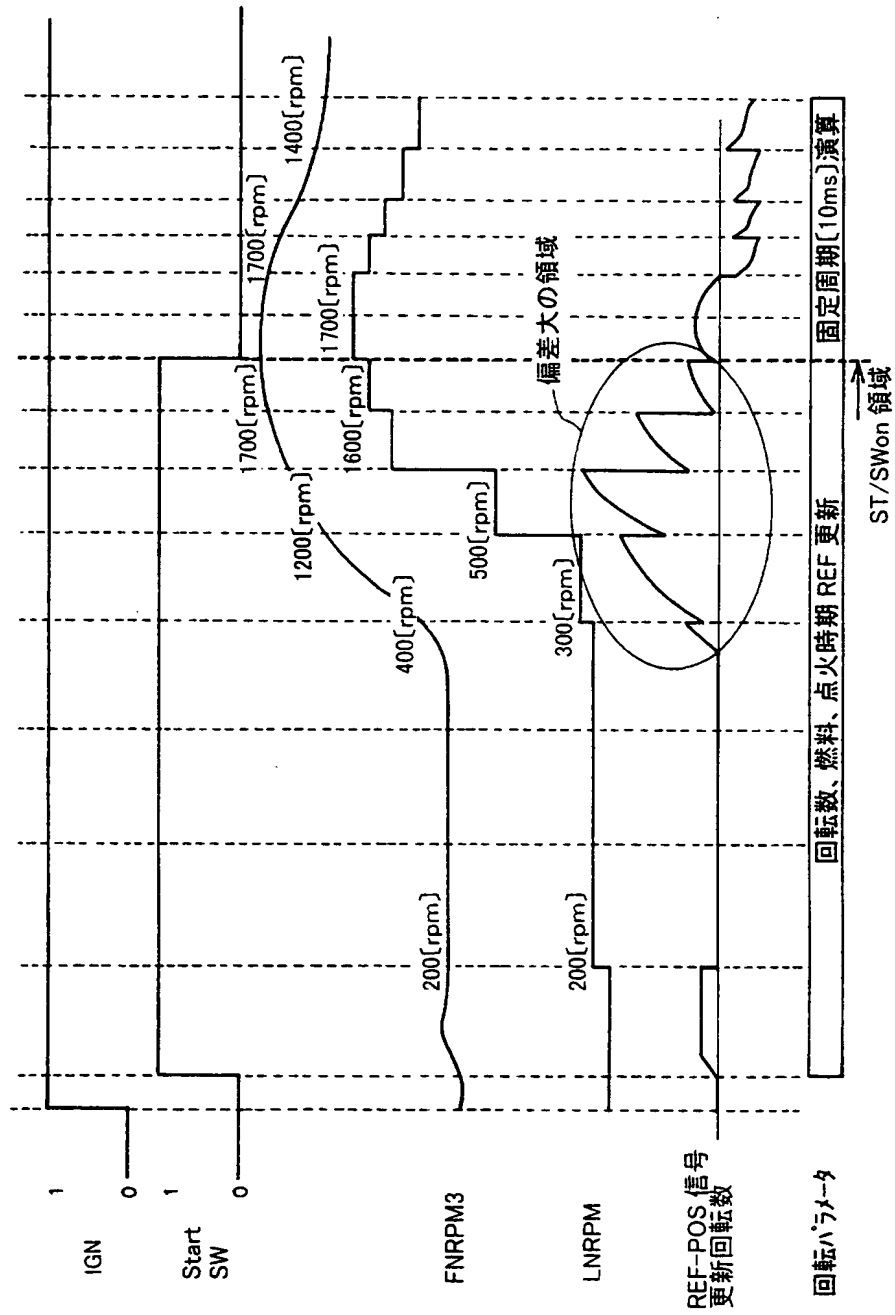 IGN
1
0
Start
SW
1
0
FNRPM3
200[rpm]
400[rpm]
1200[rpm]
1700[rpm]
1700[rpm]
1400[rpm]
LNRPM
200[rpm]
300[rpm]
500[rpm]
1600[rpm]
1700[rpm]
偏差大の領域
REF-POS 信号
更新回転数
回転パラメータ
回転数、燃料、点火時期 REF 更新
固定周期[10ms]演算
ST/SWon 領域